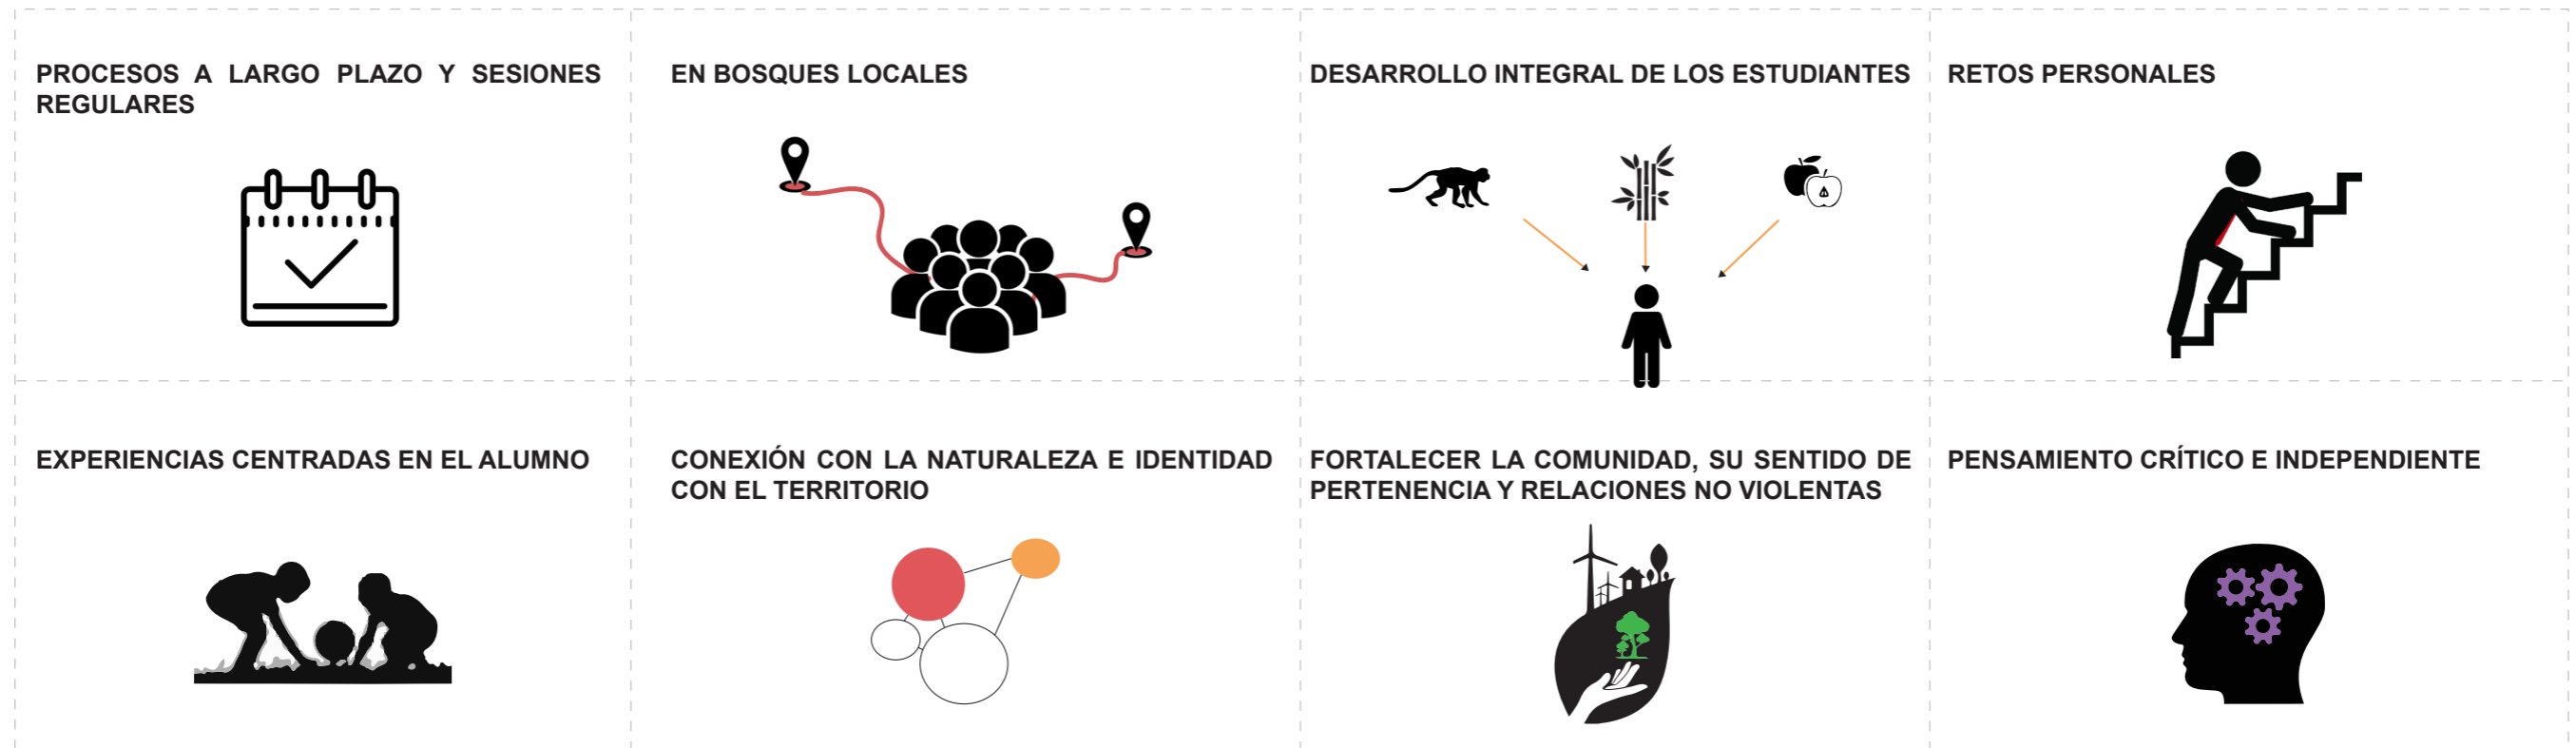 PROCESOS A LARGO PLAZO Y SESIONES
REGULARES
EN BOSQUES LOCALES
DESARROLLO INTEGRAL DE LOS ESTUDIANTES
RETOS PERSONALES
EXPERIENCIAS CENTRADAS EN EL ALUMNO
CONEXIÓN CON LA NATURALEZA E IDENTIDAD
CON EL TERRITORIO
FORTALECER LA COMUNIDAD, SU SENTIDO DE
PERTENENCIA Y RELACIONES NO VIOLENTAS
PENSAMIENTO CRÍTICO E INDEPENDIENTE